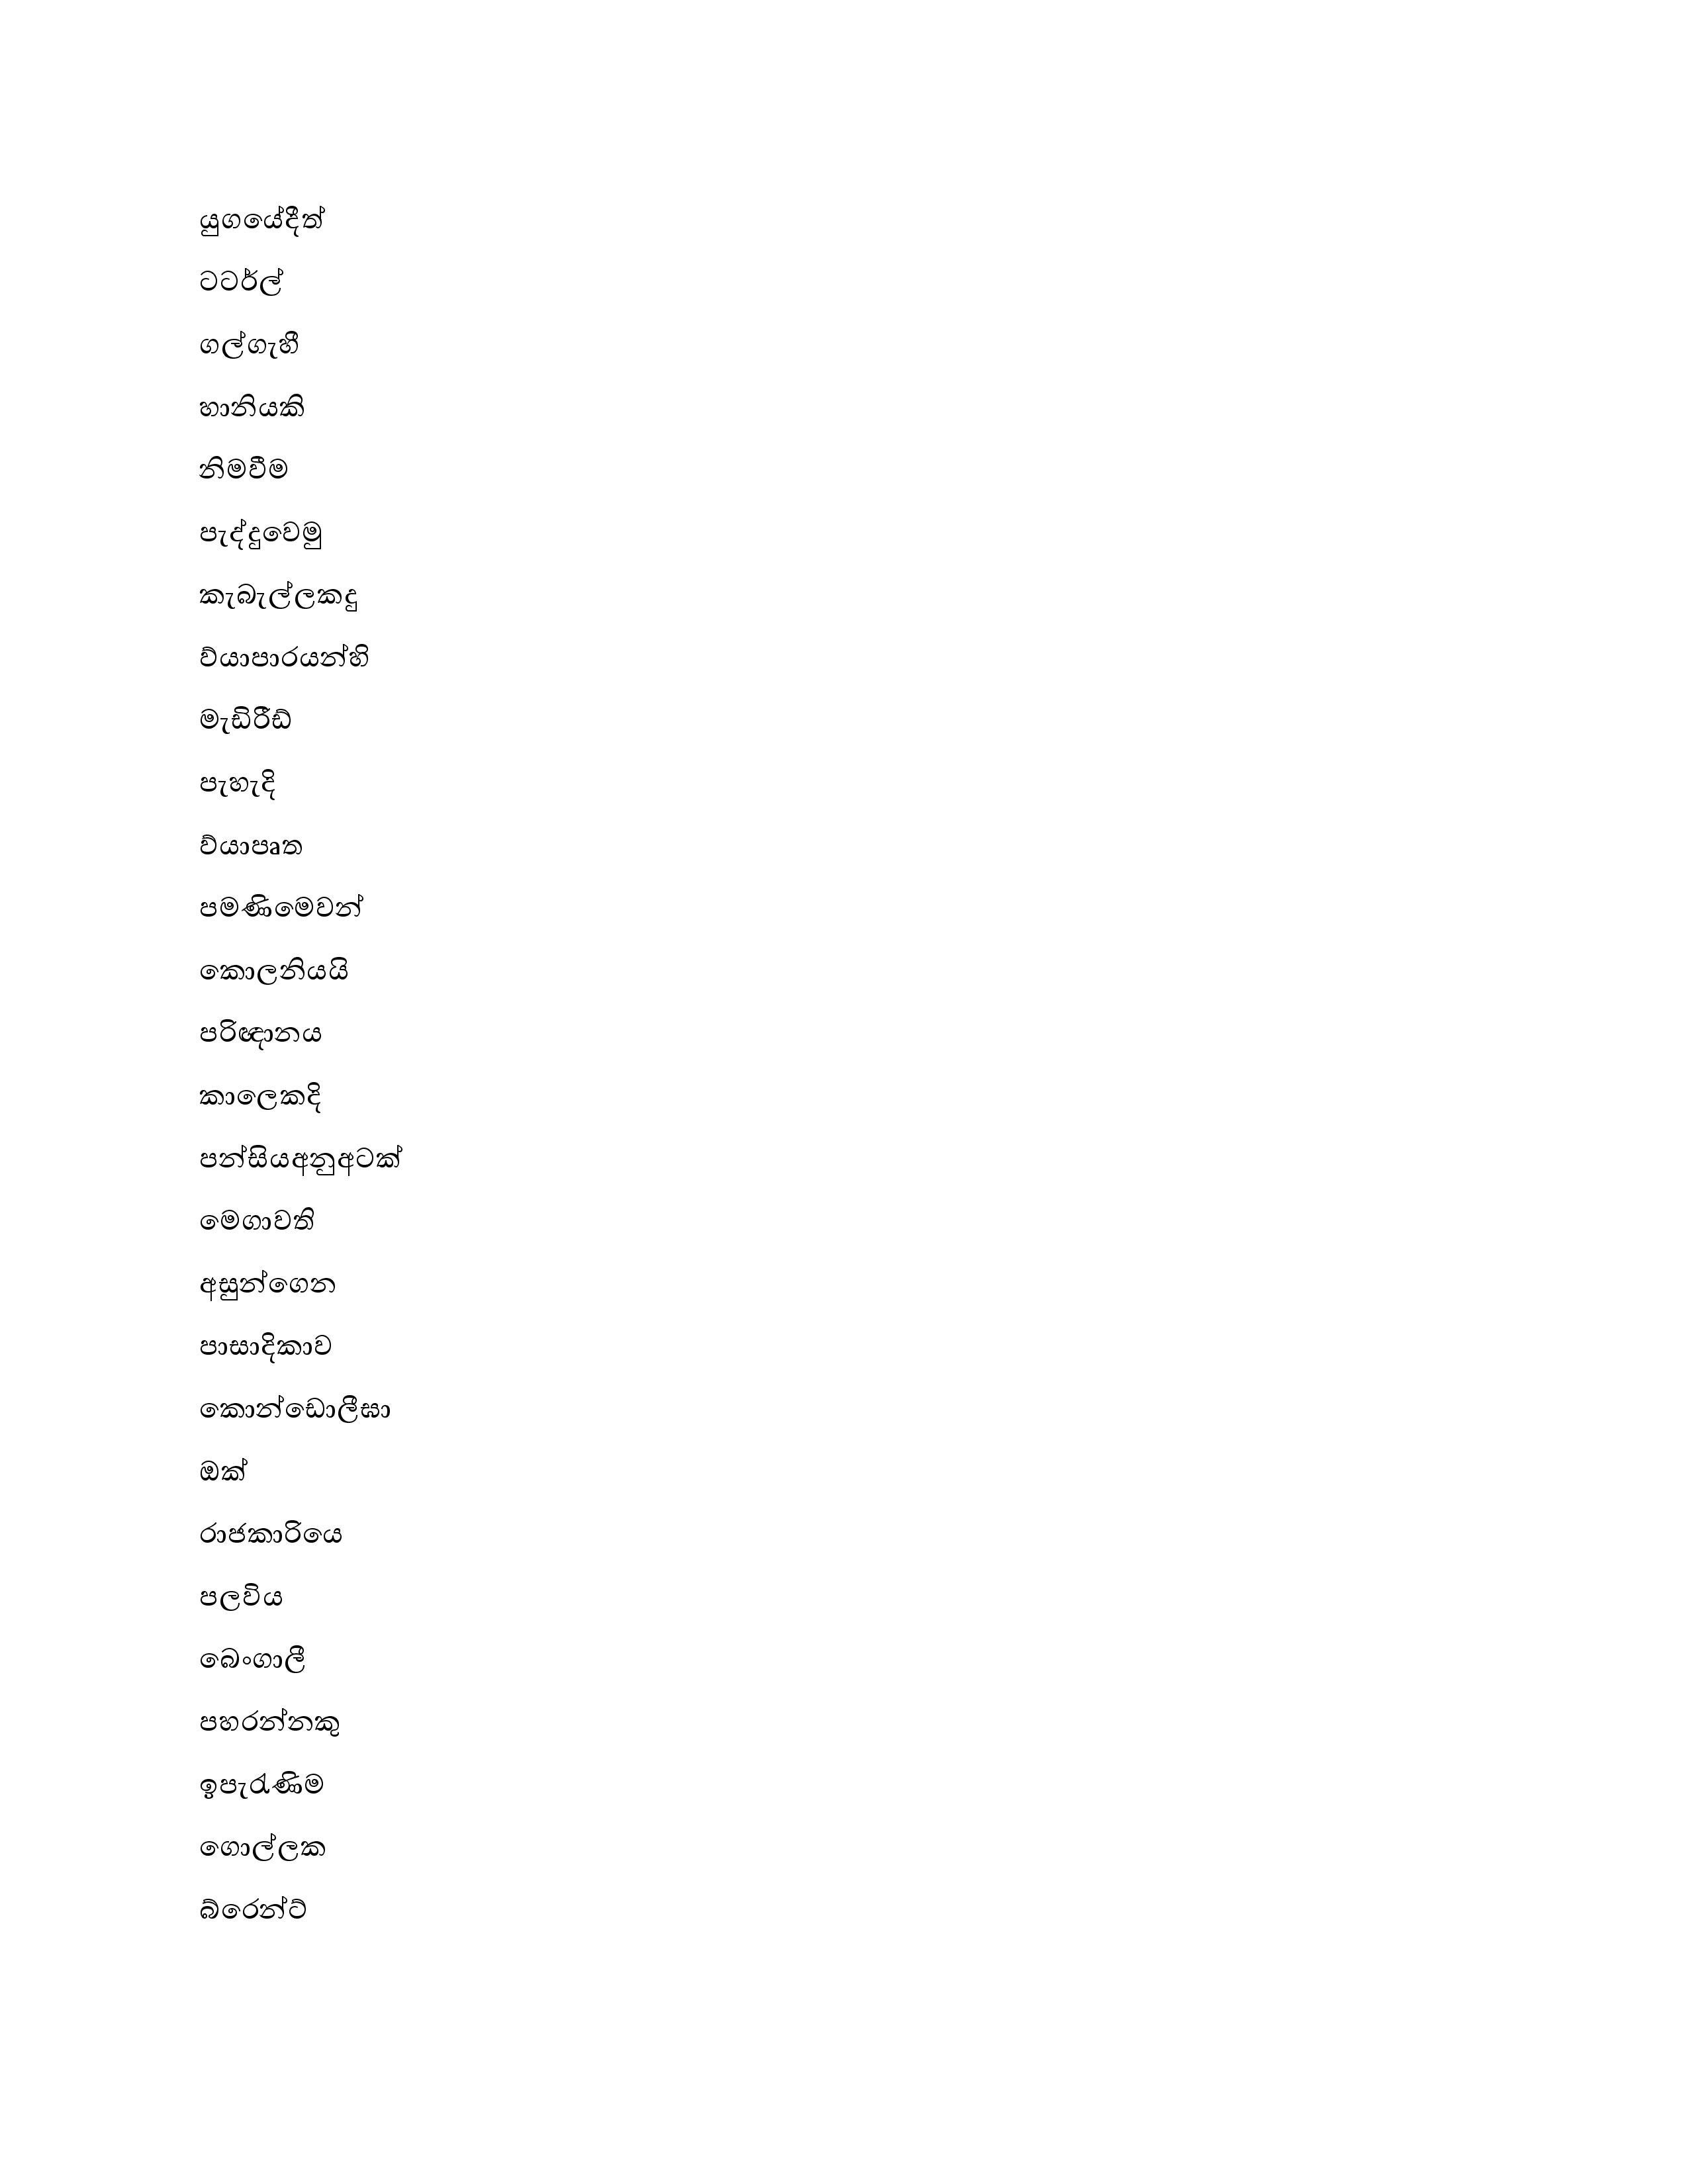 යුගයේදීත්
ටටර්ල්
ගල්ගැහී
හානියකි
නිමවීම
පැද්දුවෙමු
කැබැල්ලකදු
ව්යාපාරයන්හි
මැඩ්රිීඩ්
පැහැදි
ව්යාපෘත
පමණිමෙවන්
කොලනියයි
පරිඥානය
කාලෙකදි
පන්සියඅනුඅටක්
මෙගාවති
අසුන්ගෙන
පාසාදිකාව
කොන්ඩොලීඝා
ඔක්
රාජකාරියෙ
පලවිය
බෙංගාලී
පහරන්නකු
ඉපැරැණිම
ගොල්ලක
බ්රෙන්ට්